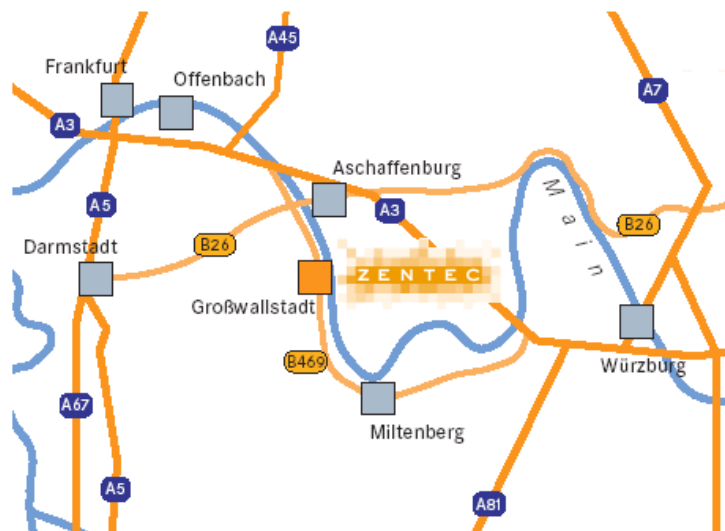 A45
Frankfurt
Offenbach
A7
A3
Aschaffenburg
Main
A5
A3
B26
B26
Darmstadt
ZENTEC
Großwallstadt
B469
Würzburg
A67
Miltenberg
A5
A81